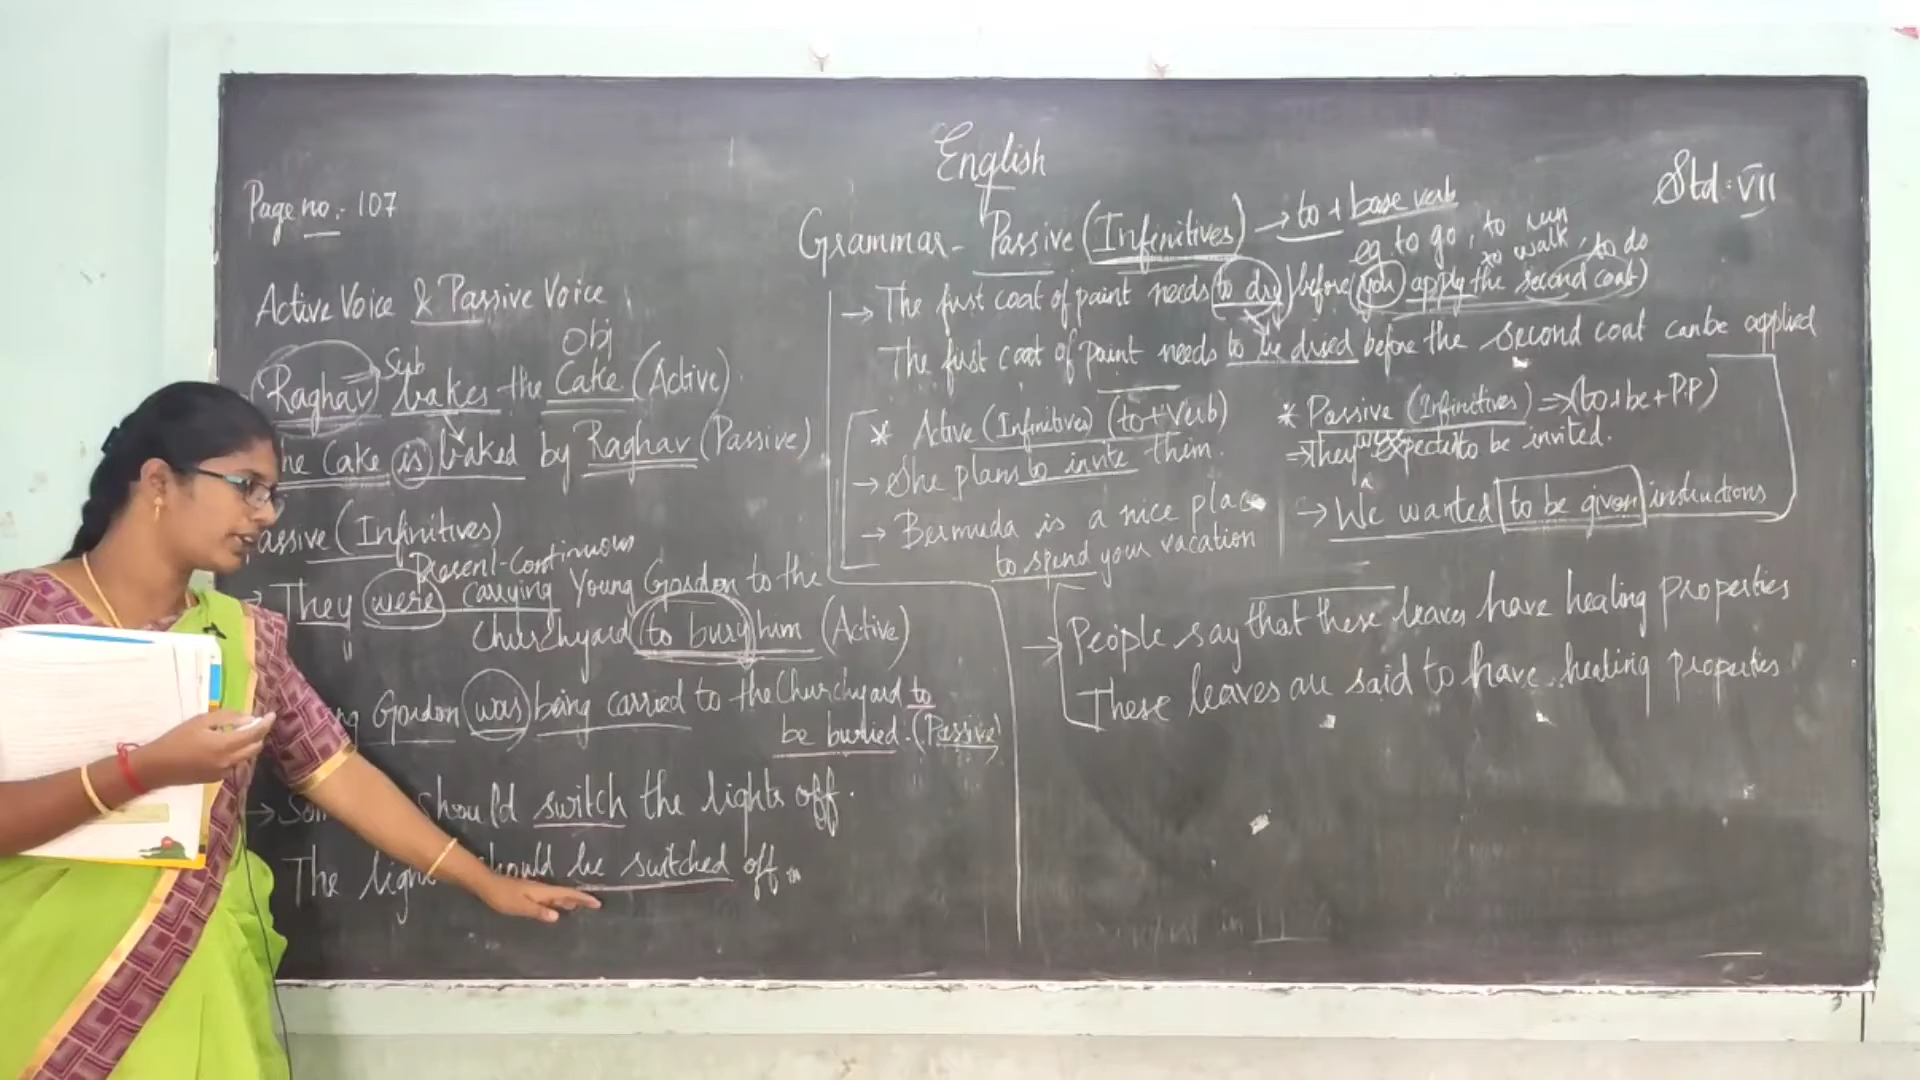 English
Std: VII
Page no:- 107
Grammar- Passive (Infinitives) → to + base verb
eg. to go, to run
to walk, to do
Active Voice & Passive Voice
Sub
Obj
Raghav bakes the Cake (Active).
he Cake is baked by Raghav (Passive)
assive (Infinitives)
Present-Continuous
→ They were carrying Young Gordon to the
Churchyard to bury him (Active)
ng Gordon was being carried to the Churchyard to
be buried. (Passive)
→ should switch the lights off.
The should be switched off
→ The first coat of paint needs to dry before you apply the second coat)
The first coat of paint needs to be dried before the second coat canbe applied
* Active (Infinitives) (to + Verb)
→ She plans to invite them.
→ Bermuda is a nice place
to spend your vacation
* Passive (Infinitives) ⇒ (to + be + P.P)
⇒ They were expected to be invited.
→ We wanted to be given instructions
→ People say that these leaves have healing properties
These leaves are said to have healing properties